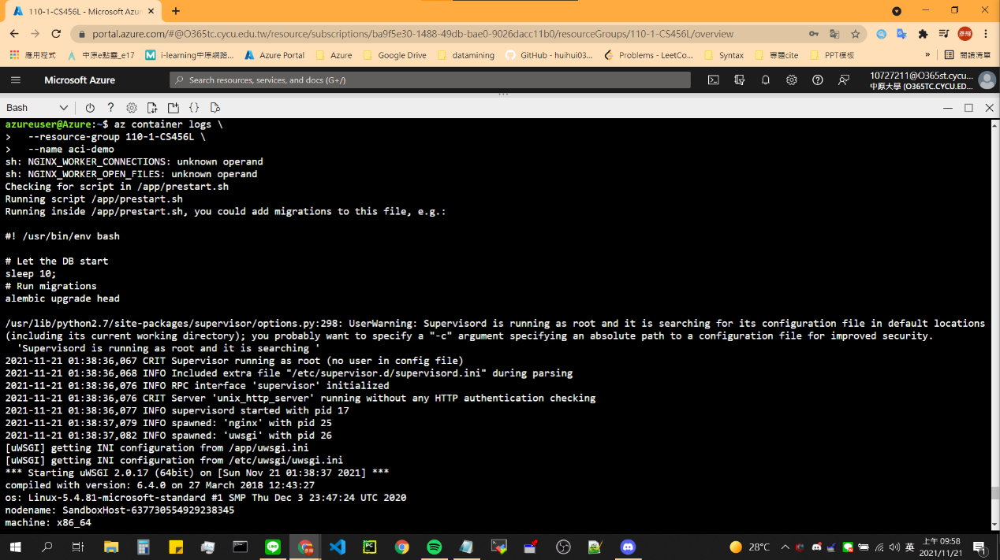 110-1-CS456L - Microsoft Azur
portal.azure.com/#@O365tc.cycu.edu.tw/resource/subscriptions/ba9f5e30-1488-49db-bae0-9026dacc11b0/resourceGroups/110-1-CS456L/overview
彥輝
應用程式 中原e點靈_e17 i-learning中原網路... Azure Portal Azure Google Drive datamining GitHub - huihui03... Problems - LeetCo... Syntax 專題cite PPT模板 » 閱讀清單
Microsoft Azure
Search resources, services, and docs (G+/)
10727211@O365st.cycu...
中原大學 (O365TC.CYCU.ED...
Bash
azureuser@Azure:~$ az container logs \
>   --resource-group 110-1-CS456L \
>   --name aci-demo
sh: NGINX_WORKER_CONNECTIONS: unknown operand
sh: NGINX_WORKER_OPEN_FILES: unknown operand
Checking for script in /app/prestart.sh
Running script /app/prestart.sh
Running inside /app/prestart.sh, you could add migrations to this file, e.g.:
#! /usr/bin/env bash
# Let the DB start
sleep 10;
# Run migrations
alembic upgrade head
/usr/lib/python2.7/site-packages/supervisor/options.py:298: UserWarning: Supervisord is running as root and it is searching for its configuration file in default locations
(including its current working directory); you probably want to specify a "-c" argument specifying an absolute path to a configuration file for improved security.
  'Supervisord is running as root and it is searching '
2021-11-21 01:38:36,067 CRIT Supervisor running as root (no user in config file)
2021-11-21 01:38:36,068 INFO Included extra file "/etc/supervisor.d/supervisord.ini" during parsing
2021-11-21 01:38:36,076 INFO RPC interface 'supervisor' initialized
2021-11-21 01:38:36,076 CRIT Server 'unix_http_server' running without any HTTP authentication checking
2021-11-21 01:38:36,077 INFO supervisord started with pid 17
2021-11-21 01:38:37,079 INFO spawned: 'nginx' with pid 25
2021-11-21 01:38:37,082 INFO spawned: 'uwsgi' with pid 26
[uWSGI] getting INI configuration from /app/uwsgi.ini
[uWSGI] getting INI configuration from /etc/uwsgi/uwsgi.ini
*** Starting uWSGI 2.0.17 (64bit) on [Sun Nov 21 01:38:37 2021] ***
compiled with version: 6.4.0 on 27 March 2018 12:43:27
os: Linux-5.4.81-microsoft-standard #1 SMP Thu Dec 3 23:47:24 UTC 2020
nodename: SandboxHost-637730554929238345
machine: x86_64
28°C 英 上午 09:58
2021/11/21
1